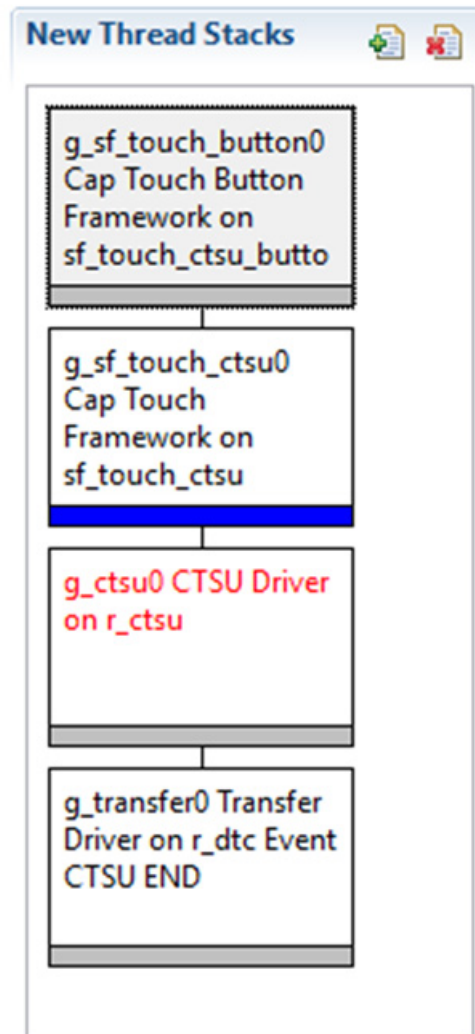 New Thread Stacks
g_sf_touch_button0
Cap Touch Button
Framework on
sf_touch_ctsu_butto
g_sf_touch_ctsu0
Cap Touch
Framework on
sf_touch_ctsu
g_ctsu0 CTSU Driver
on r_ctsu
g_transfer0 Transfer
Driver on r_dtc Event
CTSU END